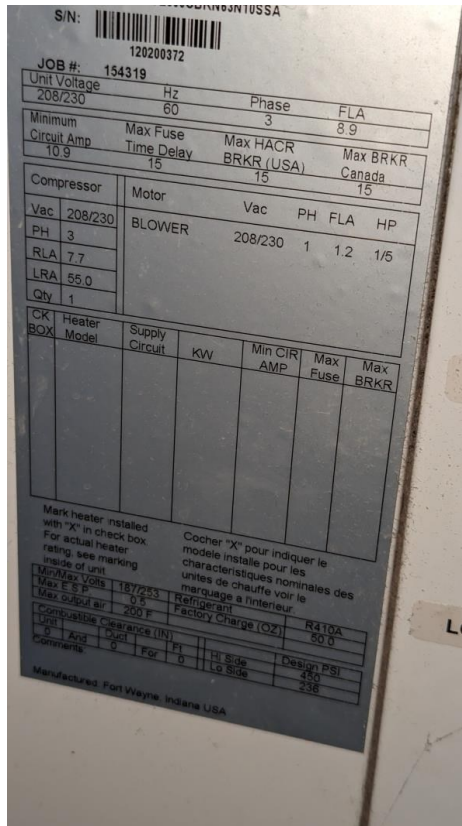 S/N:
120200372
JOB #: 154319
Unit Voltage Hz Phase FLA
208/230 60 3 8.9
Minimum Circuit Amp Max Fuse Time Delay Max HACR BRKR (USA) Max BRKR Canada
10.9 15 15 15
Compressor Motor Vac PH FLA HP
Vac 208/230 BLOWER 208/230 1 1.2 1/5
PH 3
RLA 7.7
LRA 55.0
Qty 1
CK BOX Heater Model Supply Circuit KW Min CIR AMP Max Fuse Max BRKR
Mark heater installed
with "X" in check box
For actual heater
rating, see marking
inside of unit
Cocher "X" pour indiquer le
modele installe pour les
characteristiques nominales des
unites de chauffe voir le
marquage a l'interieur
Min/Max Volts 187/253 Refrigerant R410A
Max E S P 0.5 Factory Charge (OZ) 50.0
Max output air 200 F
Combustible Clearance (IN) Design PSI
Unit Duct Ft Hi Side 450
0 And 0 For 0 Lo Side 236
Comments:
Manufactured: Fort Wayne, Indiana USA